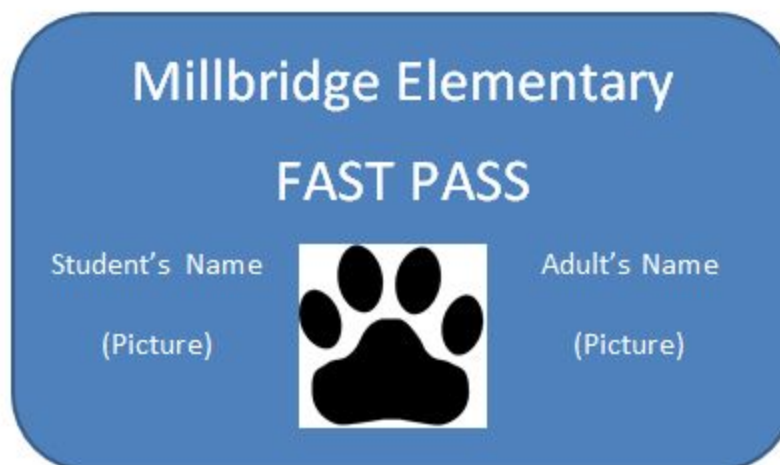 Millbridge Elementary
FAST PASS
Student's Name
(Picture)
Adult's Name
(Picture)